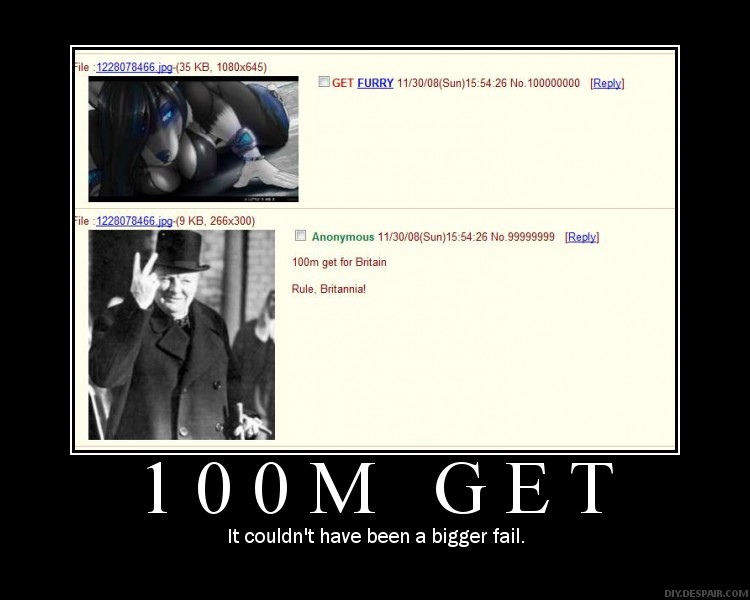 File :1228078466.jpg-(35 KB, 1080x645)
GET FURRY 11/30/08(Sun)15:54:26 No.100000000 [Reply]
File :1228078466.jpg-(9 KB, 266x300)
Anonymous 11/30/08(Sun)15:54:26 No.99999999 [Reply]
100m get for Britain
Rule, Britannia!
100M GET
It couldn't have been a bigger fail.
DIY.DESPAIR.COM